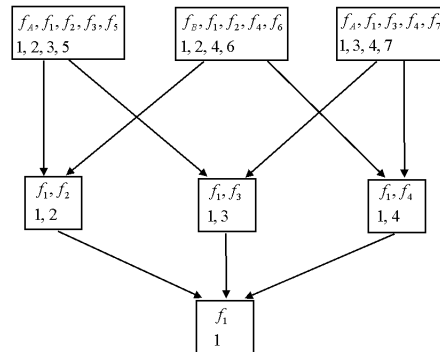 f_A, f_1, f_2, f_3, f_5
1, 2, 3, 5
f_B, f_1, f_2, f_4, f_6
1, 2, 4, 6
f_A, f_1, f_3, f_4, f_7
1, 3, 4, 7
f_1, f_2
1, 2
f_1, f_3
1, 3
f_1, f_4
1, 4
f_1
1